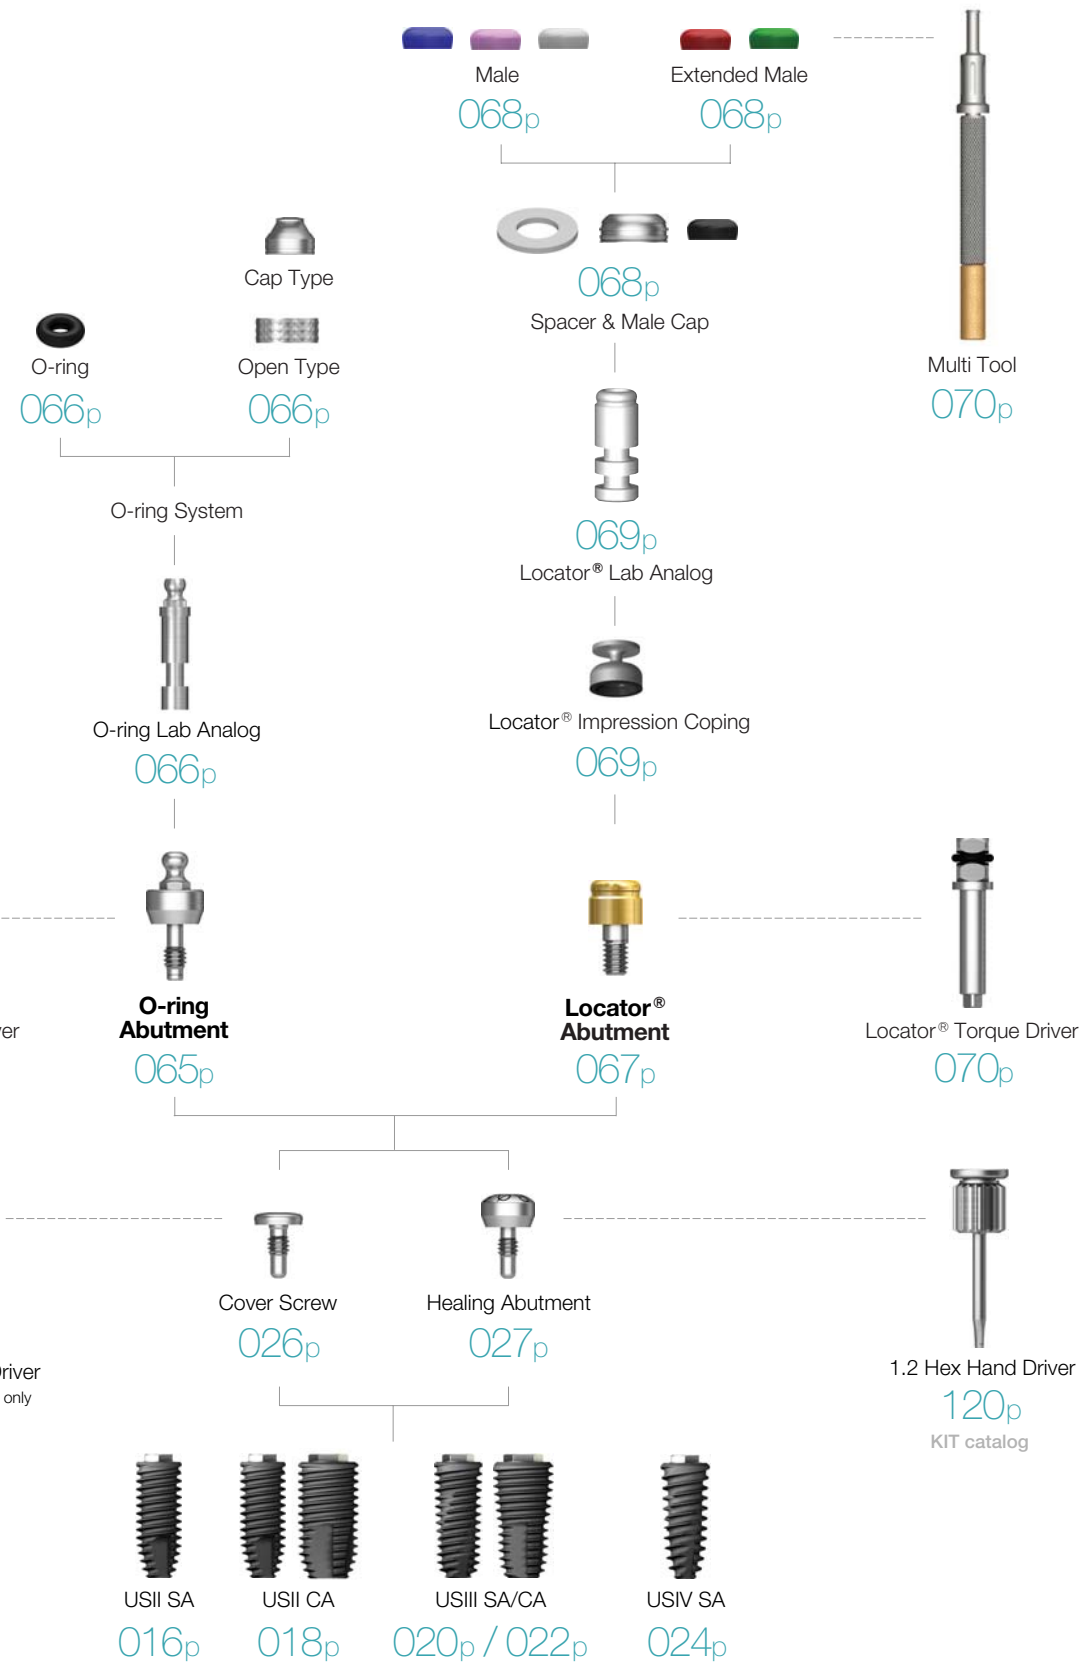 Male
Extended Male
068p
068p
068p
Spacer & Male Cap
Cap Type
O-ring
Open Type
066p
066p
Multi Tool
070p
O-ring System
069p
Locator® Lab Analog
O-ring Lab Analog
066p
Locator® Impression Coping
069p
O-ring
Abutment
065p
Locator®
Abutment
067p
ver
Locator® Torque Driver
070p
Cover Screw
026p
Healing Abutment
027p
river
only
1.2 Hex Hand Driver
120p
KIT catalog
USII SA
USII CA
USIII SA/CA
USIV SA
016p
018p
020p / 022p
024p